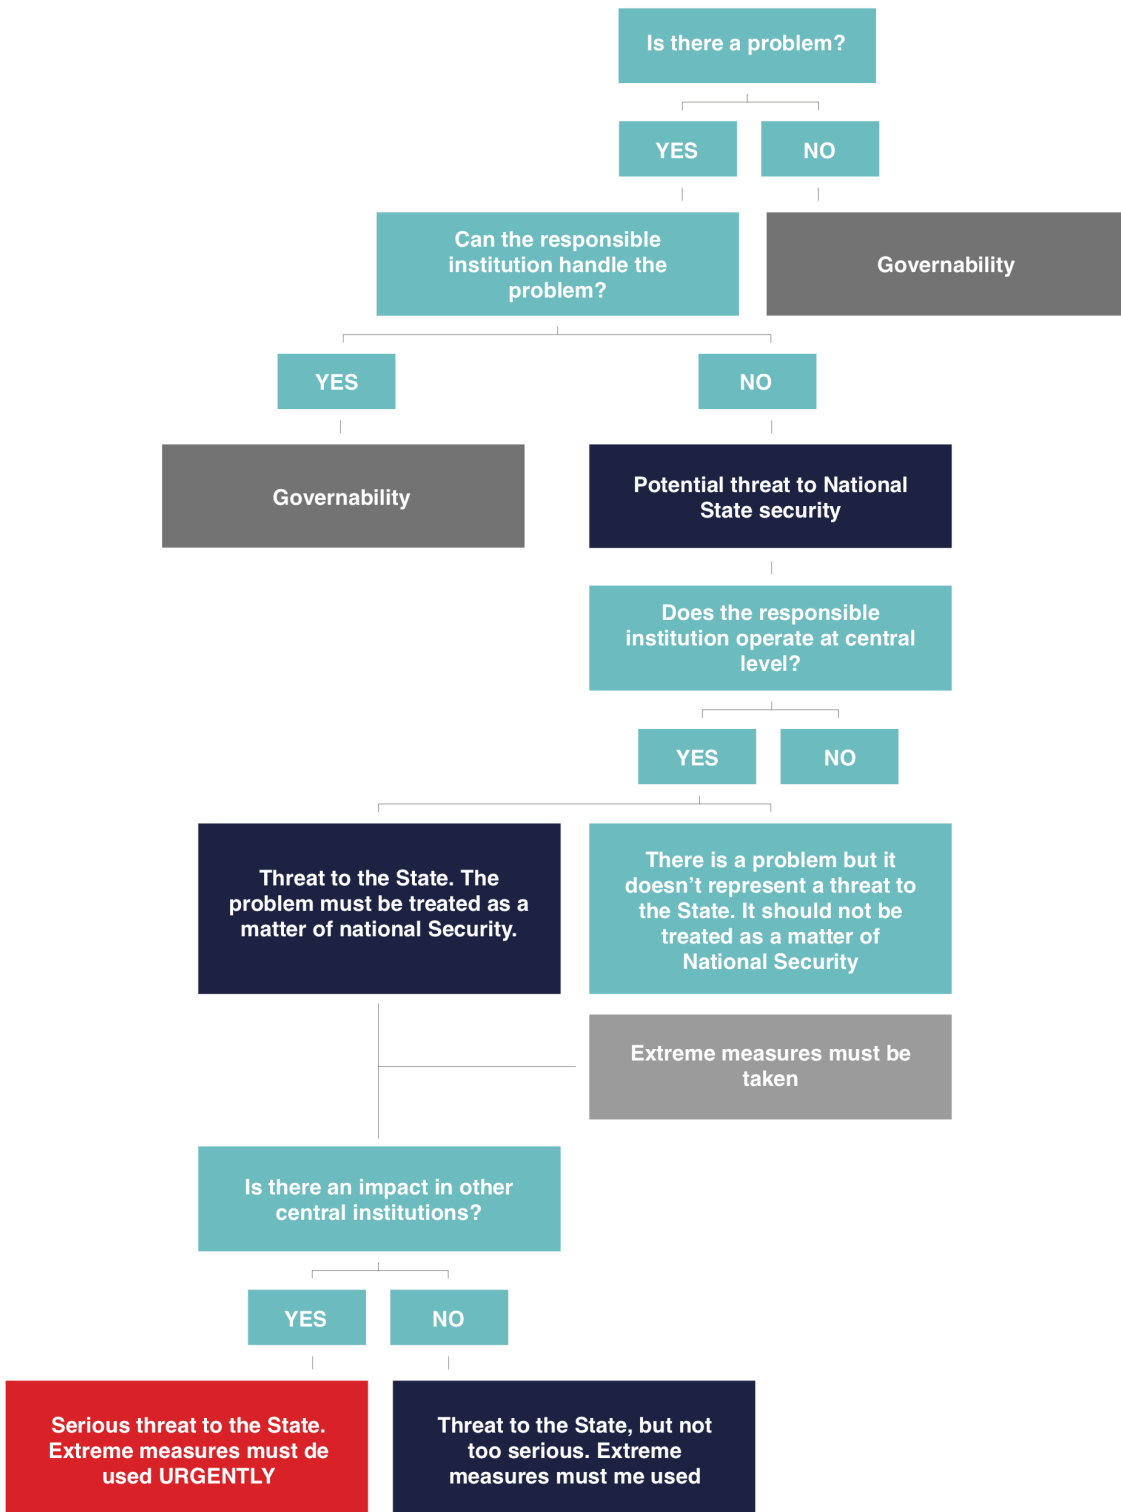 Is there a problem?
YES
NO
Can the responsible
institution handle the
problem?
Governability
YES
NO
Governability
Potential threat to National
State security
Does the responsible
institution operate at central
level?
YES
NO
Threat to the State. The
problem must be treated as a
matter of national Security.
There is a problem but it
doesn’t represent a threat to
the State. It should not be
treated as a matter of
National Security
Extreme measures must be
taken
Is there an impact in other
central institutions?
YES
NO
Serious threat to the State.
Extreme measures must de
used URGENTLY
Threat to the State, but not
too serious. Extreme
measures must me used